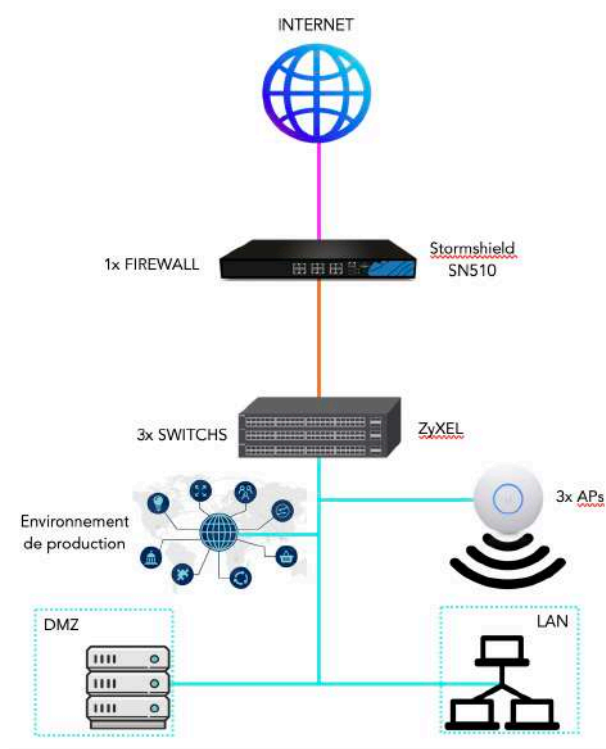 INTERNET
1x FIREWALL
Stormshield
SN510
3x SWITCHS
ZyXEL
3x APs
Environnement
de production
DMZ
LAN